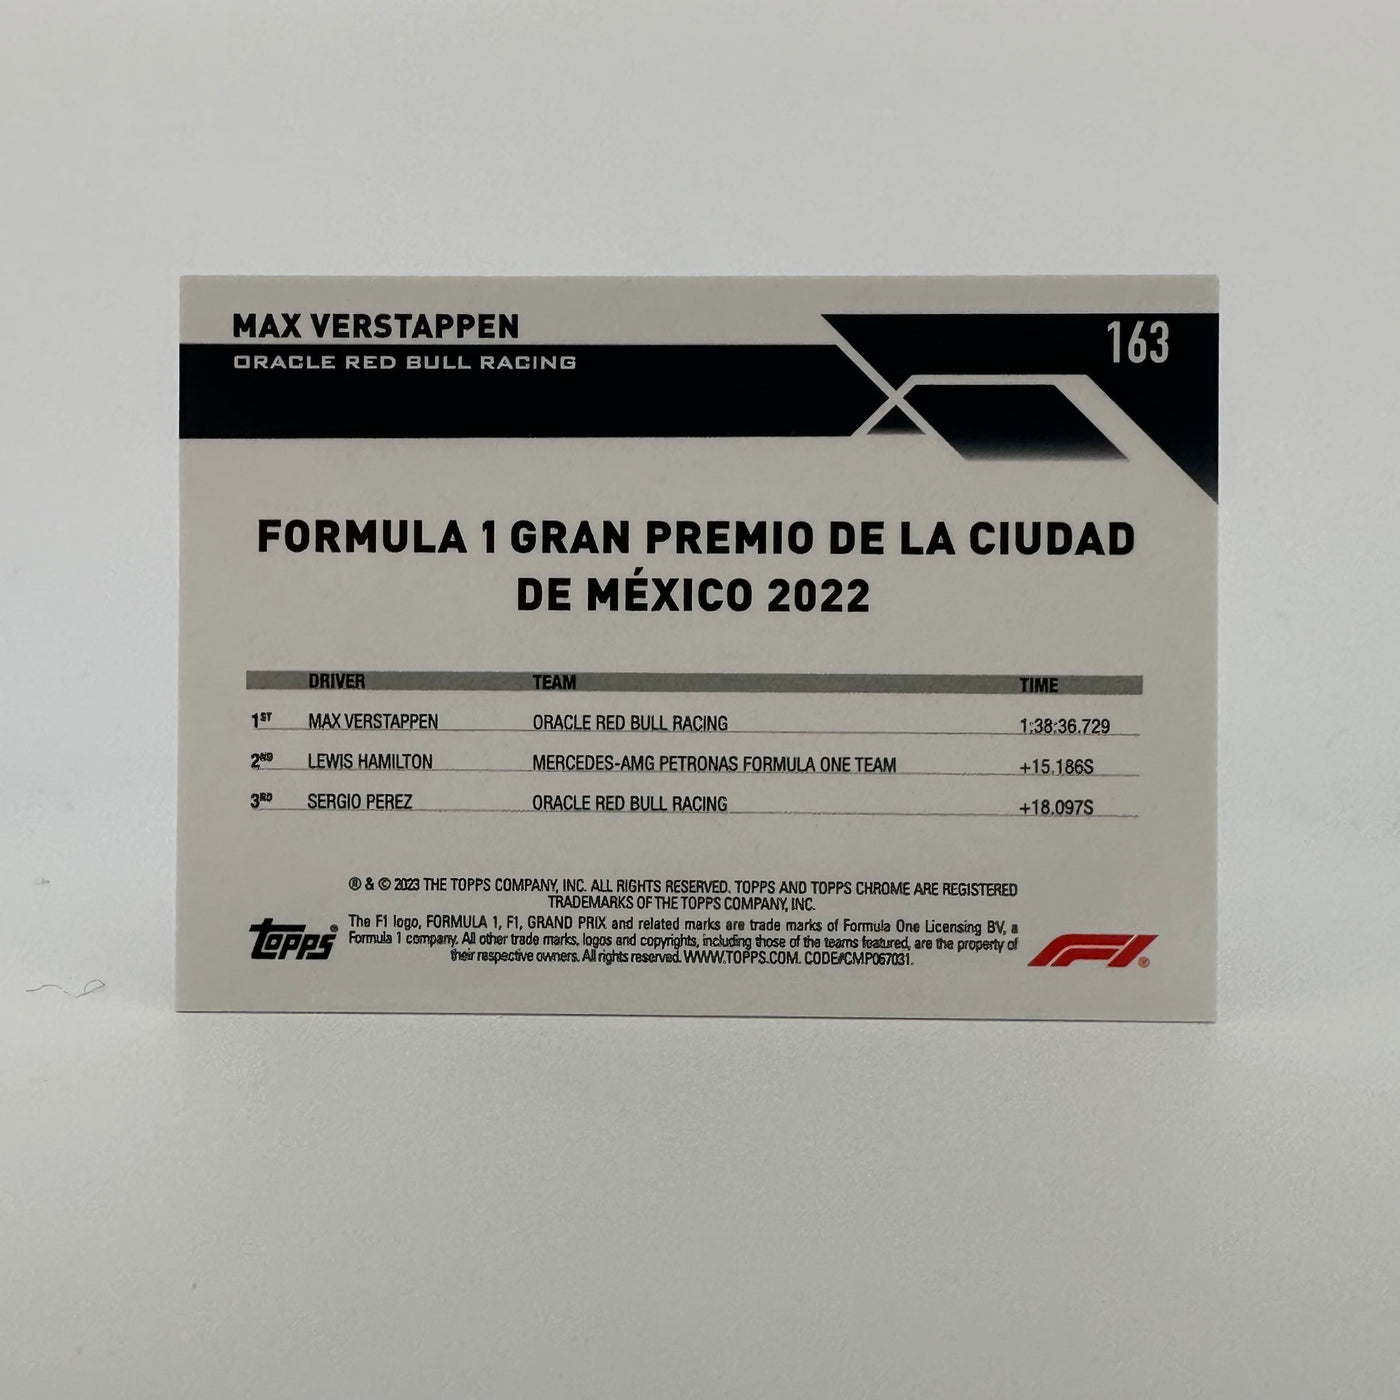 MAX VERSTAPPEN
ORACLE RED BULL RACING
163
FORMULA 1 GRAN PREMIO DE LA CIUDAD
DE MÉXICO 2022
DRIVER TEAM TIME
1ST MAX VERSTAPPEN ORACLE RED BULL RACING 1:38:36.729
2ND LEWIS HAMILTON MERCEDES-AMG PETRONAS FORMULA ONE TEAM +15.186S
3RD SERGIO PEREZ ORACLE RED BULL RACING +18.097S
® & © 2023 THE TOPPS COMPANY, INC. ALL RIGHTS RESERVED. TOPPS AND TOPPS CHROME ARE REGISTERED
TRADEMARKS OF THE TOPPS COMPANY, INC.
The F1 logo, FORMULA 1, F1, GRAND PRIX and related marks are trade marks of Formula One Licensing BV, a
Formula 1 company. All other trade marks, logos and copyrights, including those of the teams featured, are the property of
their respective owners. All rights reserved. WWW.TOPPS.COM. CODE#CMP067031.
Topps®
F1®